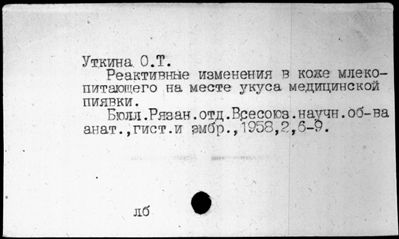 Уткина О.Т.
Реактивные изменения в коже млеко-
питающего на месте укуса медицинской
пиявки.
Бюлл.Рязан.отд.Всесоюз.научн.об-ва
анат.,гист.и эмбр.,1958,2,6-9.
лб